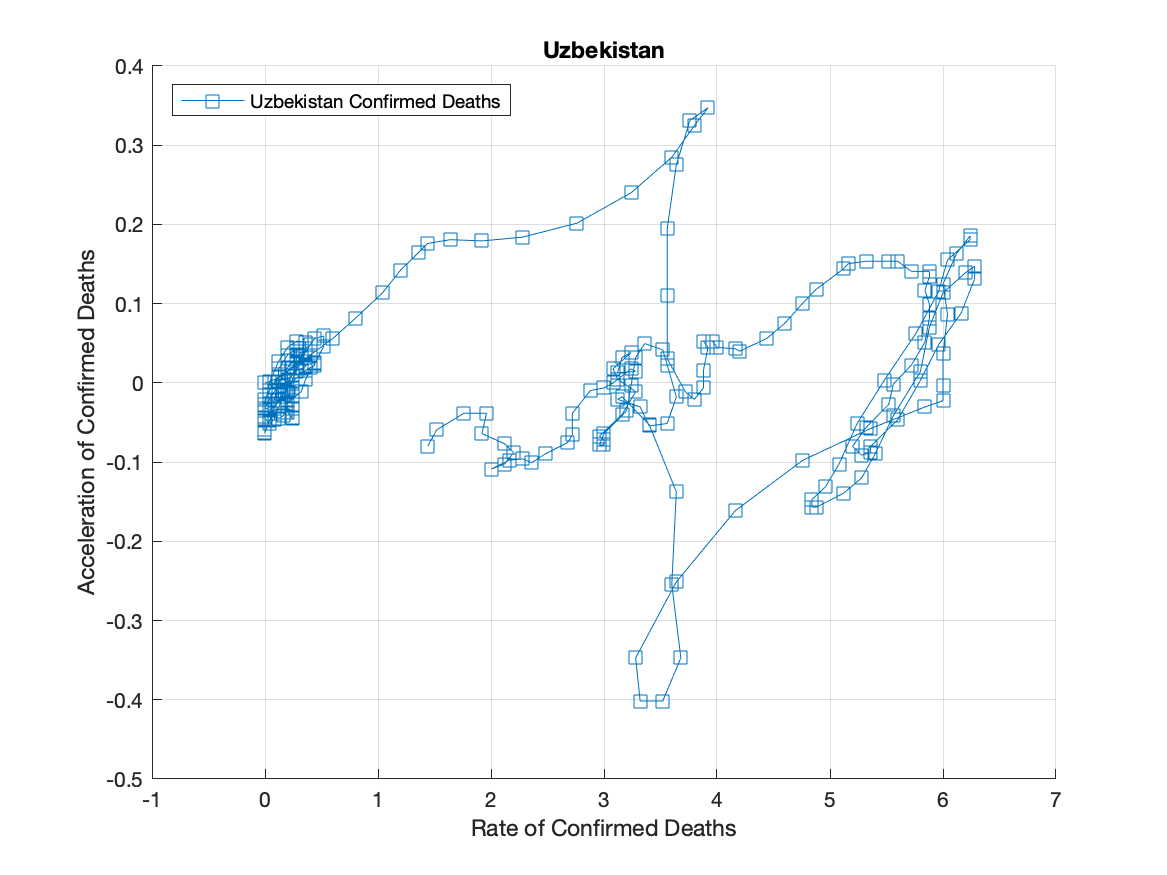 Uzbekistan
Uzbekistan Confirmed Deaths
0.4
0.3
0.2
0.1
0
-0.1
-0.2
-0.3
-0.4
-0.5
Acceleration of Confirmed Deaths
-1 0 1 2 3 4 5 6 7
Rate of Confirmed Deaths